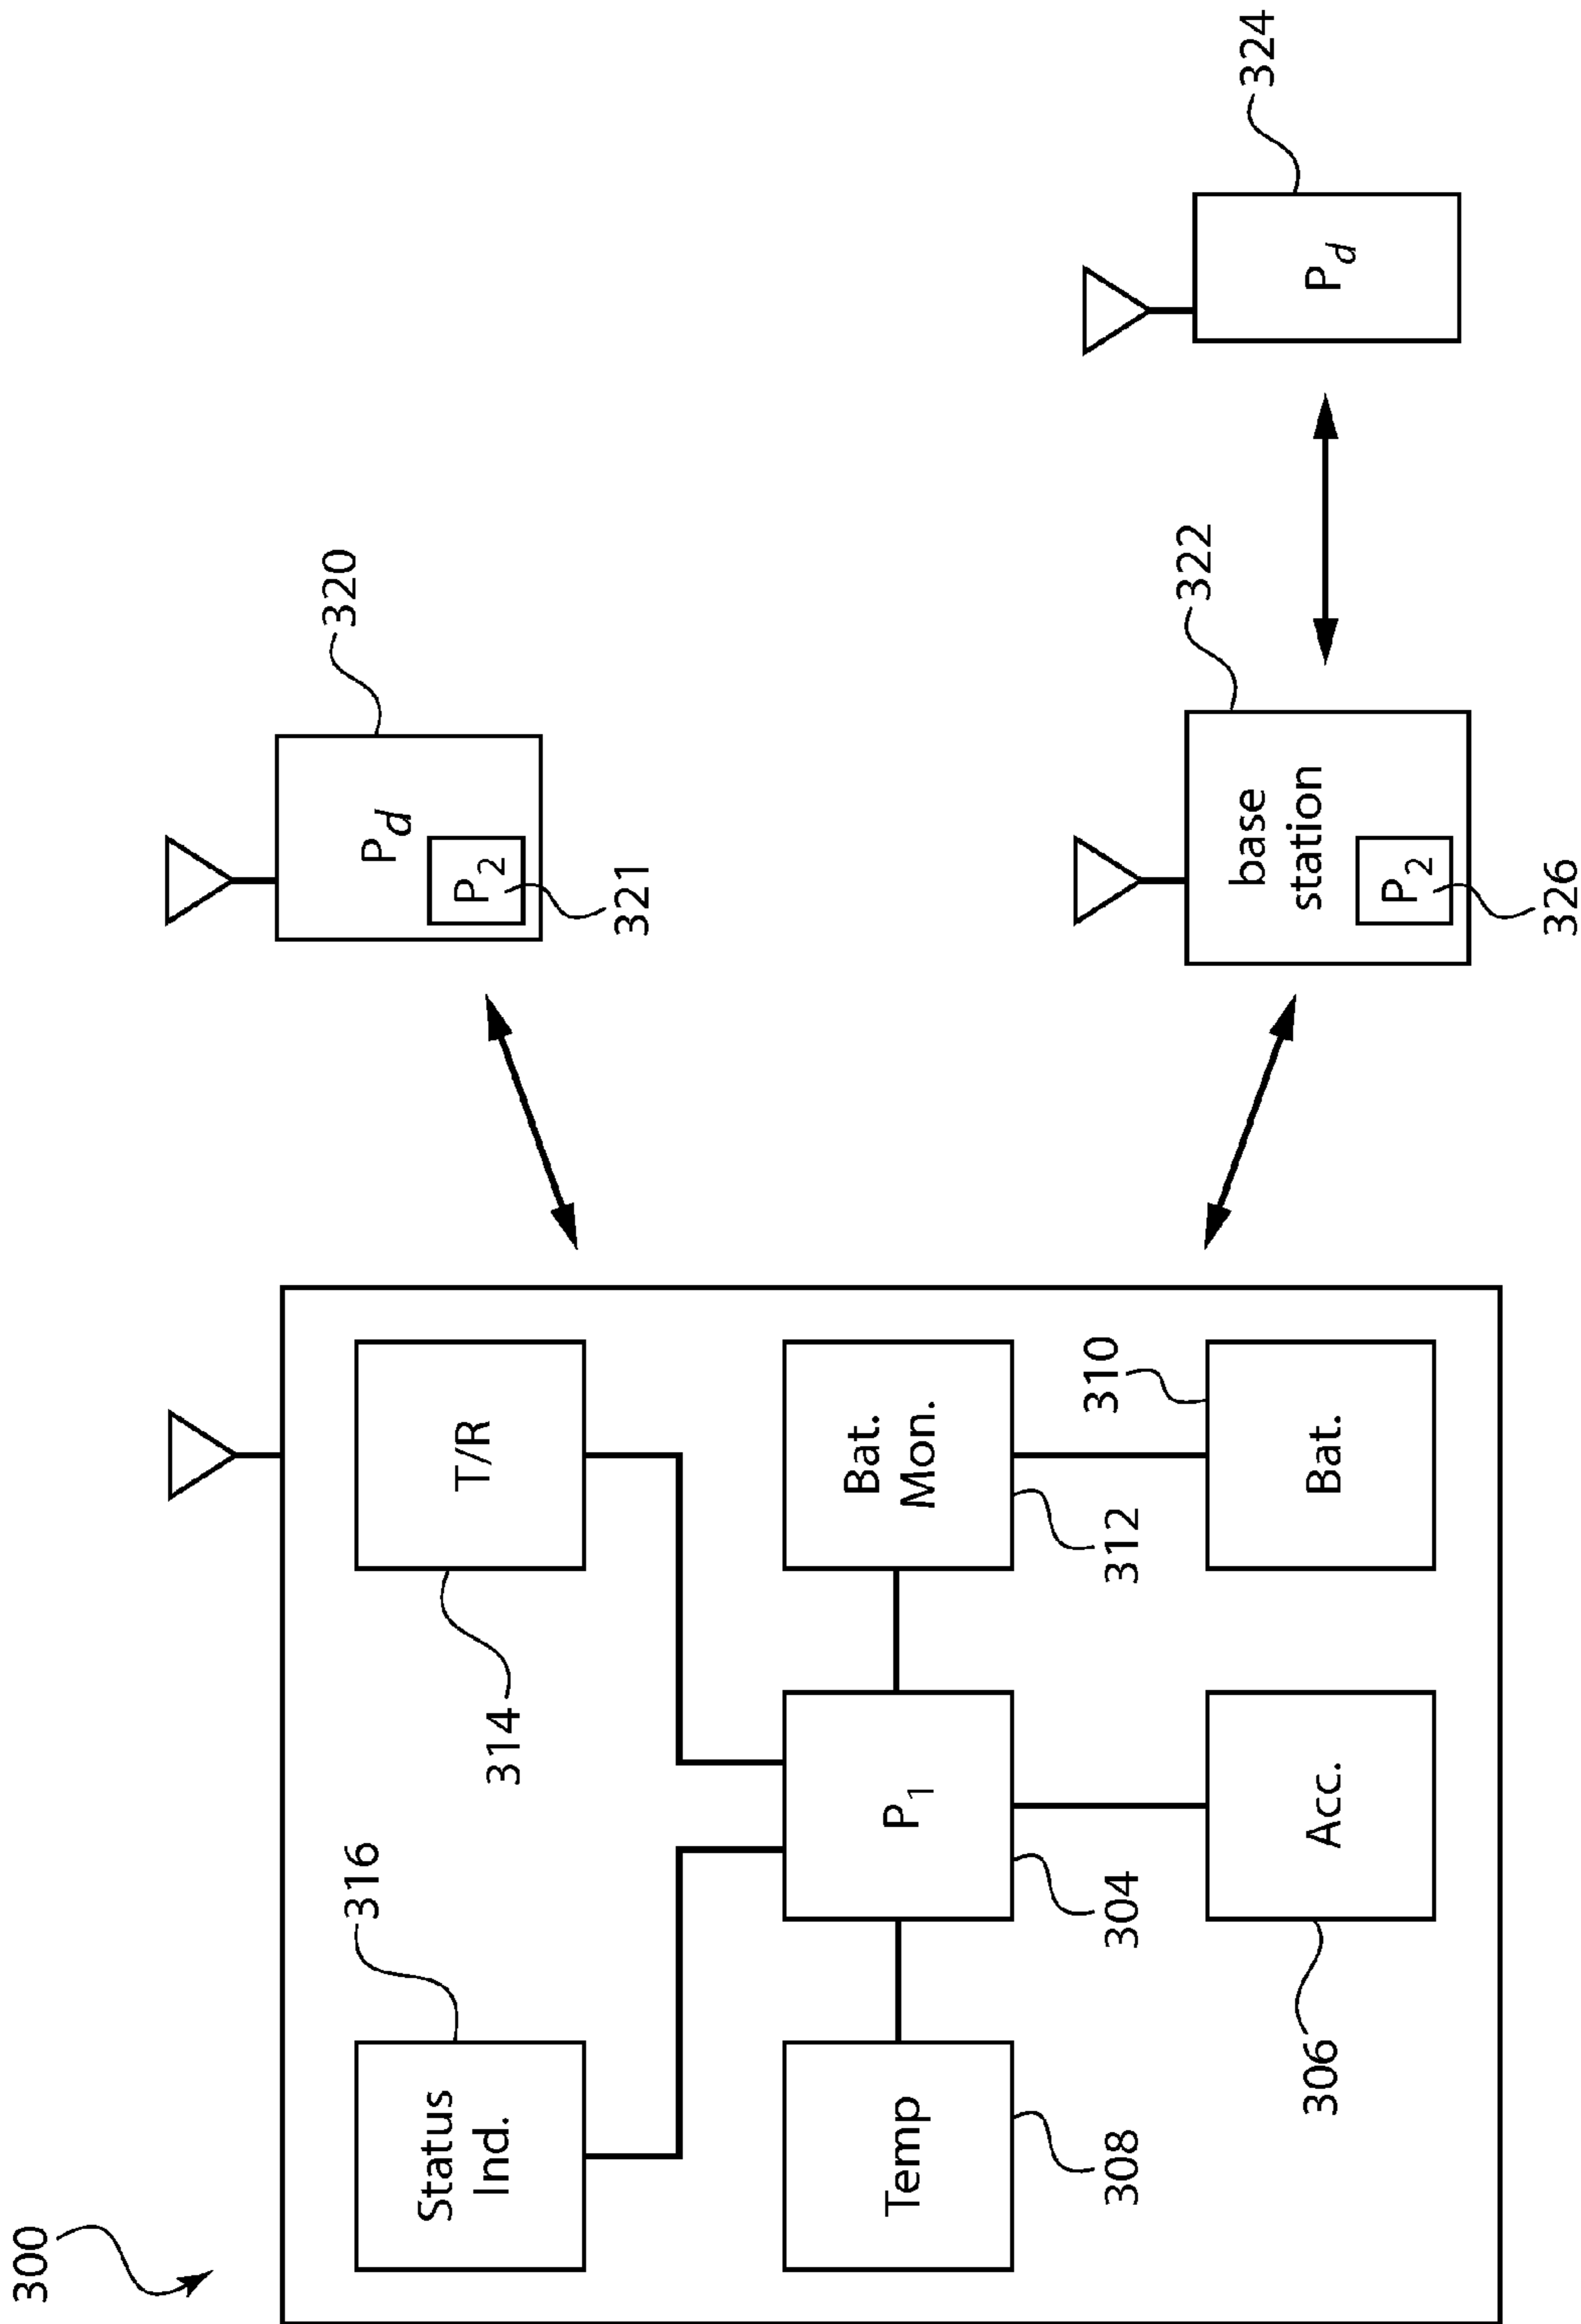 300
316
Status
Ind.
314
T/R
Temp
308
P1
304
Bat.
Mon.
312
310
306
Acc.
Bat.
320
Pd
P2
321
322
base
station
P2
326
324
Pd